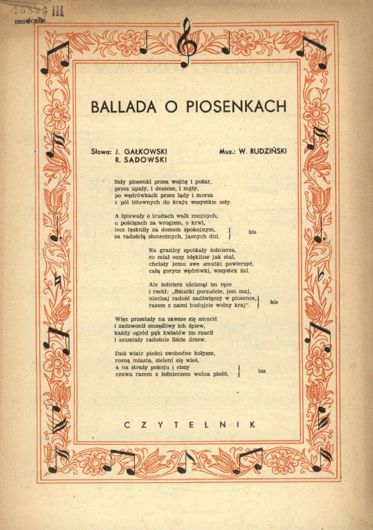 III
musicalia
BALLADA O PIOSENKACH
Słowa: J. GAŁKOWSKI
R. SADOWSKI
Muz.: W. RUDZIŃSKI
Szły piosenki przez wojnę i pożar,
przez upały, i deszcze, i mgły,
po wędrówkach przez lądy i morza
z pól bitewnych do kraju wszystkie szły.
A śpiewały o trudach walk znojnych,
o pościgach za wrogiem, o krwi,
lecz tęskniły za domem spokojnym,
za radością słonecznych, jasnych dni.
bis
Na granicy spotkały żołnierza,
co miał oczy błękitne jak stal,
chciały jemu swe smutki powierzyć,
całą gorycz wędrówki, wszystek żal.
Ale żołnierz uścisnął im ręce
i rzekł: „Smutki porzućcie, jest maj,
niechaj radość zadźwięczy w piosence,
razem z nami budujcie wolny kraj".
bis
Więc przestały na zawsze się smucić
i zadzwonił szczęśliwy ich śpiew,
każdy ogród pęk kwiatów im rzucił
i szumiały radośnie liście drzew.
Dziś wiatr pieśni swobodne kołysze,
rosną miasta, zieleni się wieś,
a na straży pokoju i ciszy
czuwa razem z żołnierzem wolna pieśń.
bis
CZYTELNIK